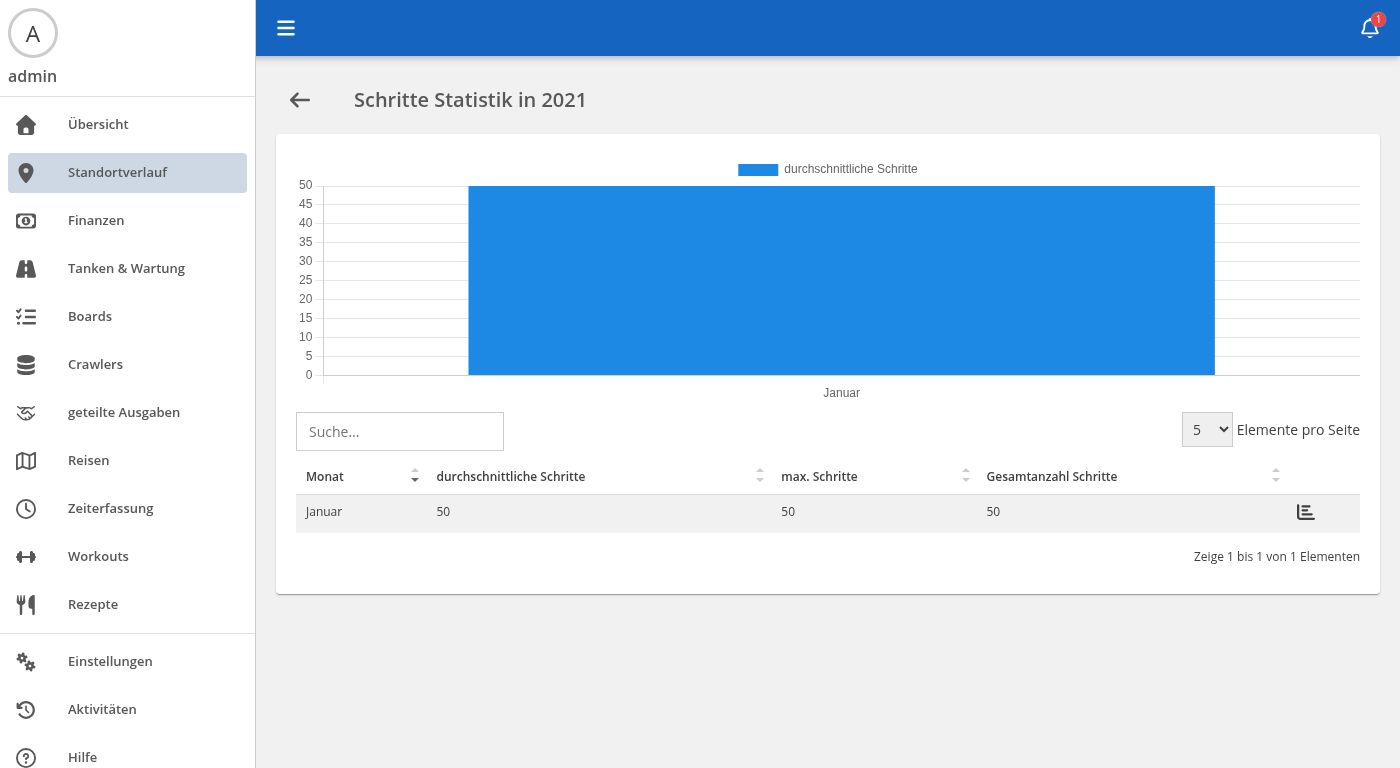 A
admin
Übersicht
Standortverlauf
Finanzen
Tanken & Wartung
Boards
Crawlers
geteilte Ausgaben
Reisen
Zeiterfassung
Workouts
Rezepte
Einstellungen
Aktivitäten
Hilfe
1
Schritte Statistik in 2021
durchschnittliche Schritte
50
45
40
35
30
25
20
15
10
5
0
Januar
Suche...
5 Elemente pro Seite
Monat durchschnittliche Schritte max. Schritte Gesamtanzahl Schritte
Januar 50 50 50
Zeige 1 bis 1 von 1 Elementen